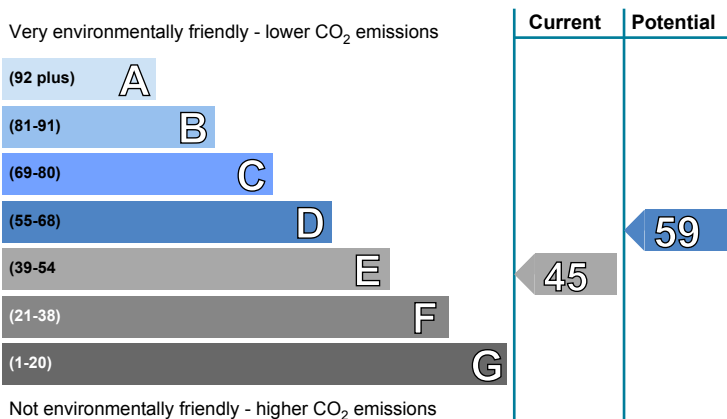 Current Potential
Very environmentally friendly - lower CO2 emissions
(92 plus) A
(81-91) B
(69-80) C
(55-68) D
59
(39-54 E
45
(21-38) F
(1-20) G
Not environmentally friendly - higher CO2 emissions